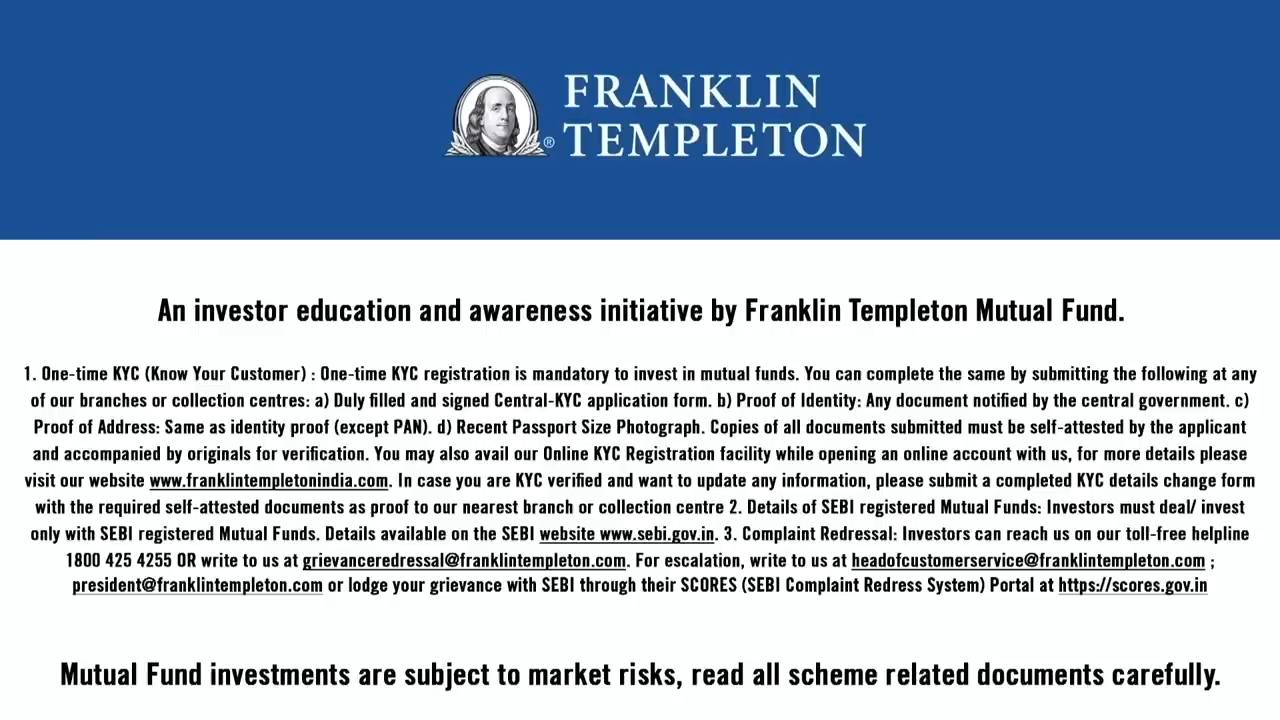 FRANKLIN
TEMPLETON
®
An investor education and awareness initiative by Franklin Templeton Mutual Fund.
1. One-time KYC (Know Your Customer) : One-time KYC registration is mandatory to invest in mutual funds. You can complete the same by submitting the following at any
of our branches or collection centres: a) Duly filled and signed Central-KYC application form. b) Proof of Identity: Any document notified by the central government. c)
Proof of Address: Same as identity proof (except PAN). d) Recent Passport Size Photograph. Copies of all documents submitted must be self-attested by the applicant
and accompanied by originals for verification. You may also avail our Online KYC Registration facility while opening an online account with us, for more details please
visit our website www.franklintempletonindia.com. In case you are KYC verified and want to update any information, please submit a completed KYC details change form
with the required self-attested documents as proof to our nearest branch or collection centre 2. Details of SEBI registered Mutual Funds: Investors must deal/ invest
only with SEBI registered Mutual Funds. Details available on the SEBI website www.sebi.gov.in. 3. Complaint Redressal: Investors can reach us on our toll-free helpline
1800 425 4255 OR write to us at grievanceredressal@franklintempleton.com. For escalation, write to us at headofcustomerservice@franklintempleton.com ;
president@franklintempleton.com or lodge your grievance with SEBI through their SCORES (SEBI Complaint Redress System) Portal at https://scores.gov.in
Mutual Fund investments are subject to market risks, read all scheme related documents carefully.